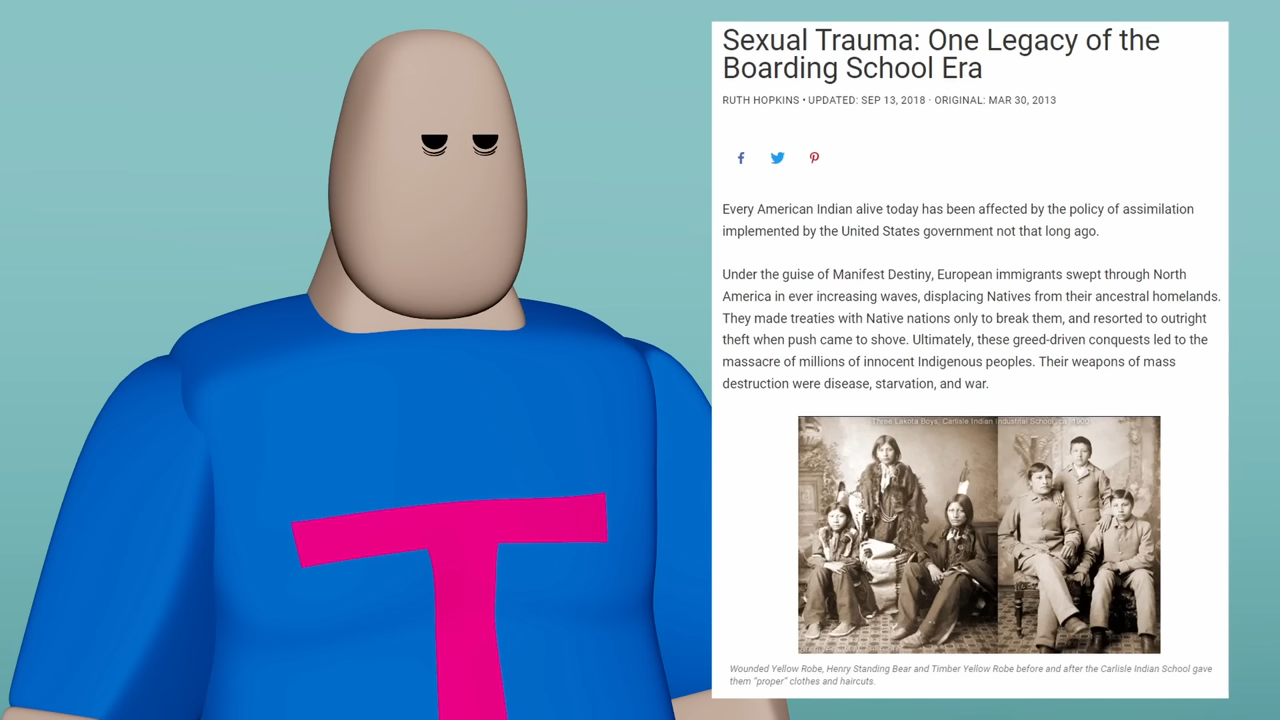 Sexual Trauma: One Legacy of the
Boarding School Era
RUTH HOPKINS • UPDATED: SEP 13, 2018 · ORIGINAL: MAR 30, 2013
Every American Indian alive today has been affected by the policy of assimilation
implemented by the United States government not that long ago.
Under the guise of Manifest Destiny, European immigrants swept through North
America in ever increasing waves, displacing Natives from their ancestral homelands.
They made treaties with Native nations only to break them, and resorted to outright
theft when push came to shove. Ultimately, these greed-driven conquests led to the
massacre of millions of innocent Indigenous peoples. Their weapons of mass
destruction were disease, starvation, and war.
Three Lakota Boys, Carlisle Indian Industrial School, ca. 1900
Wounded Yellow Robe, Henry Standing Bear and Timber Yellow Robe before and after the Carlisle Indian School gave
them "proper" clothes and haircuts.
T